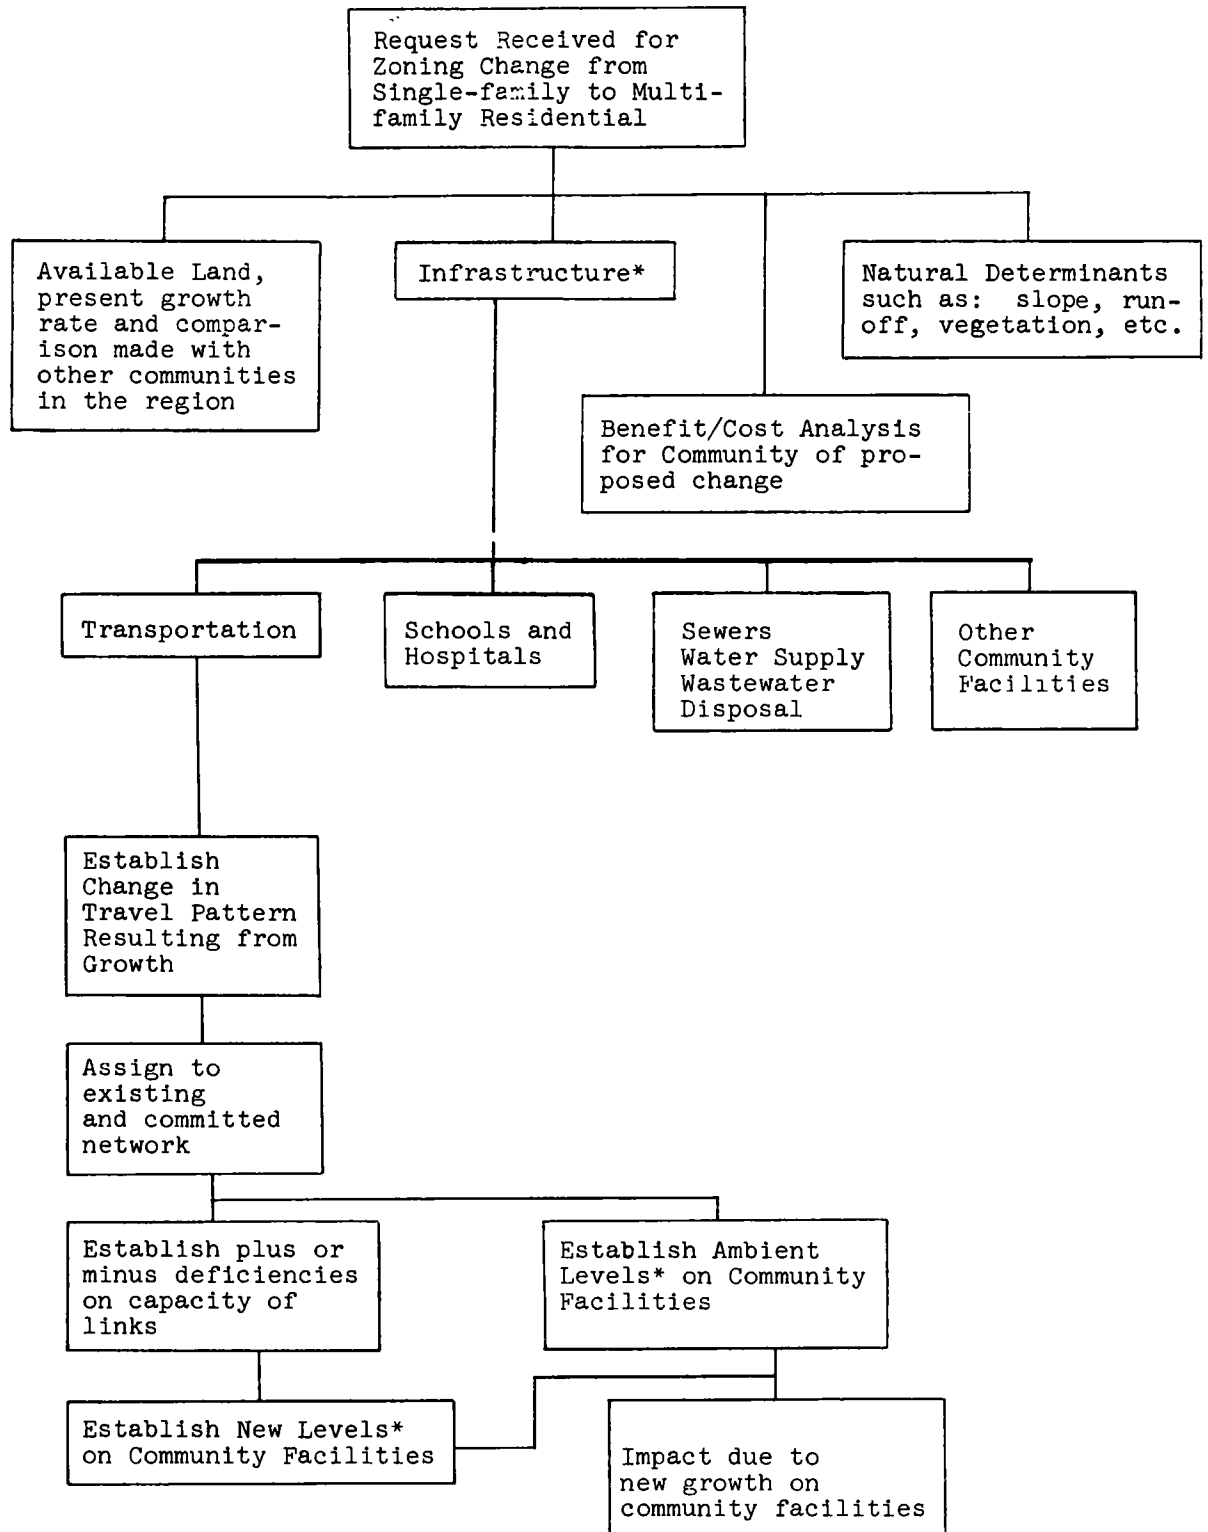 Request Received for
Zoning Change from
Single-family to Multi-
family Residential
Available Land,
present growth
rate and compar-
ison made with
other communities
in the region
Infrastructure*
Natural Determinants
such as: slope, run-
off, vegetation, etc.
Benefit/Cost Analysis
for Community of pro-
posed change
Transportation
Schools and
Hospitals
Sewers
Water Supply
Wastewater
Disposal
Other
Community
Facilities
Establish
Change in
Travel Pattern
Resulting from
Growth
Assign to
existing
and committed
network
Establish plus or
minus deficiencies
on capacity of
links
Establish Ambient
Levels* on Community
Facilities
Establish New Levels*
on Community Facilities
Impact due to
new growth on
community facilities